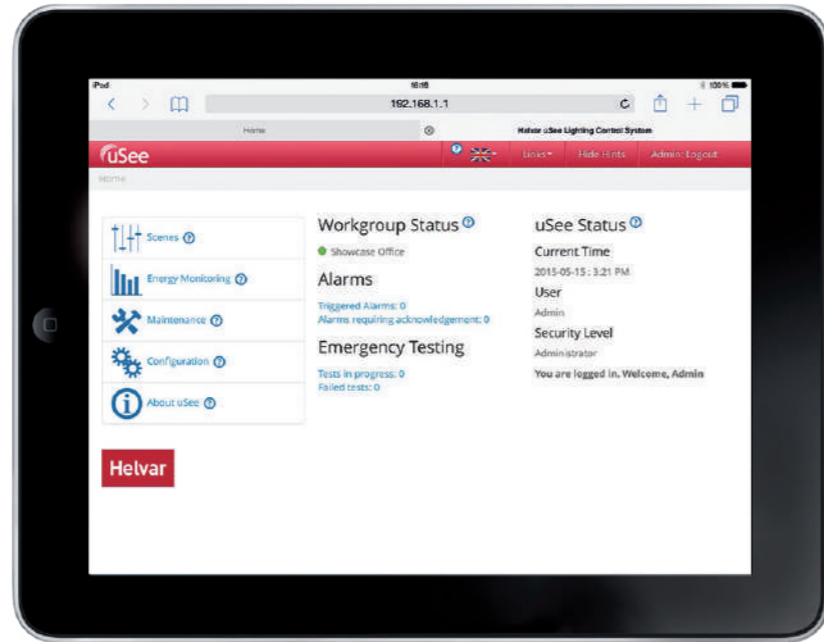 iPad
16:16
100%
192.168.1.1
Home
Helvar uSee Lighting Control System
uSee
Links
Hide Hints
Admin: Logout
Home
Scenes
Energy Monitoring
Maintenance
Configuration
About uSee
Workgroup Status
Showcase Office
Alarms
Triggered Alarms: 0
Alarms requiring acknowledgement: 0
Emergency Testing
Tests in progress: 0
Failed tests: 0
uSee Status
Current Time
2015-05-15 : 3:21 PM
User
Admin
Security Level
Administrator
You are logged in. Welcome, Admin
Helvar